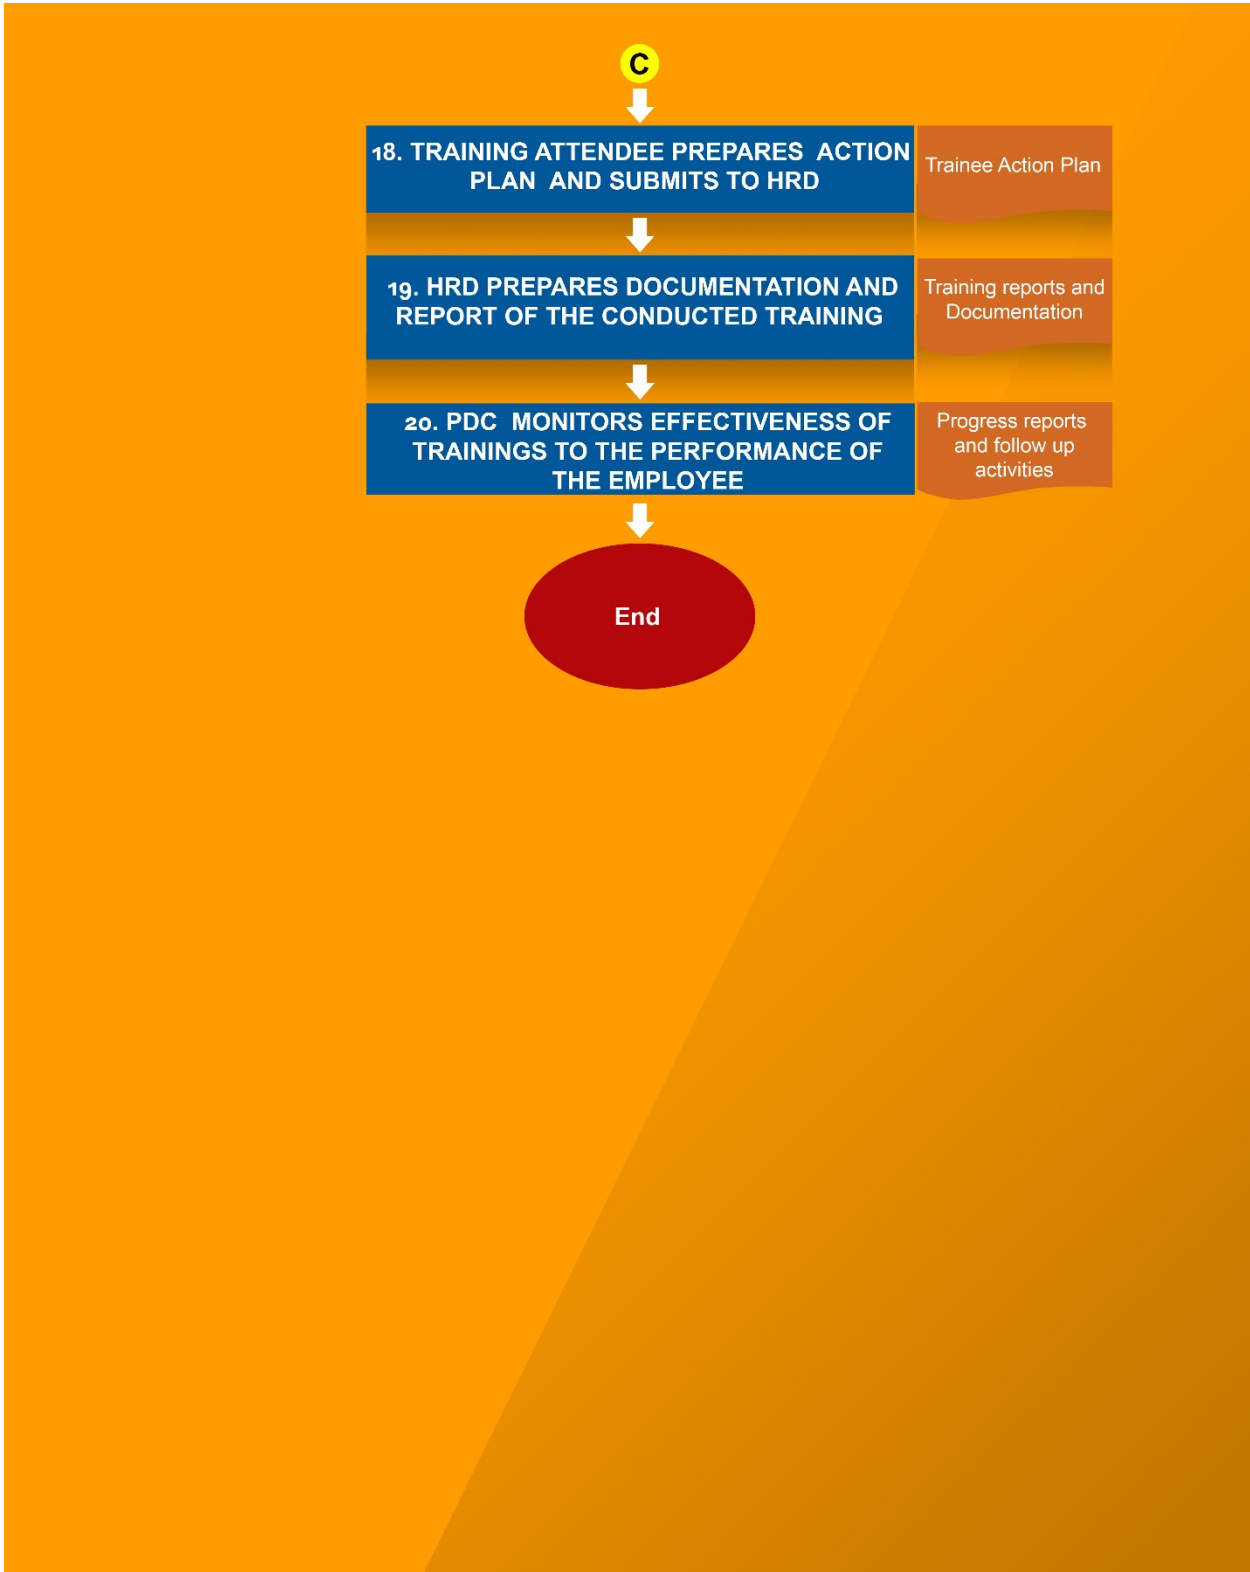 C
18. TRAINING ATTENDEE PREPARES ACTION
PLAN AND SUBMITS TO HRD
Trainee Action Plan
19. HRD PREPARES DOCUMENTATION AND
REPORT OF THE CONDUCTED TRAINING
Training reports and
Documentation
20. PDC MONITORS EFFECTIVENESS OF
TRAININGS TO THE PERFORMANCE OF
THE EMPLOYEE
Progress reports
and follow up
activities
End